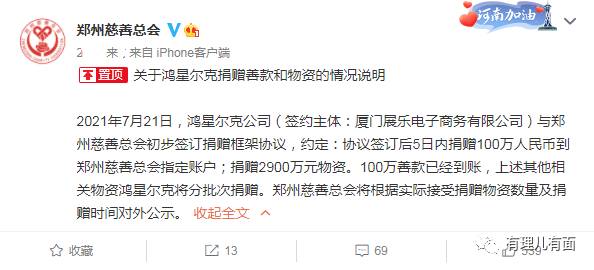 郑州慈善总会
河南加油
来,来自 iPhone客户端
置顶 关于鸿星尔克捐赠善款和物资的情况说明
2021年7月21日,鸿星尔克公司(签约主体:厦门展乐电子商务有限公司)与郑
州慈善总会初步签订捐赠框架协议,约定:协议签订后5日内捐赠100万人民币到
郑州慈善总会指定账户;捐赠2900万元物资。100万善款已经到账,上述其他相
关物资鸿星尔克将分批次捐赠。郑州慈善总会将根据实际接受捐赠物资数量及捐
赠时间对外公示。 收起全文
收藏 13 69 539
有理儿有面